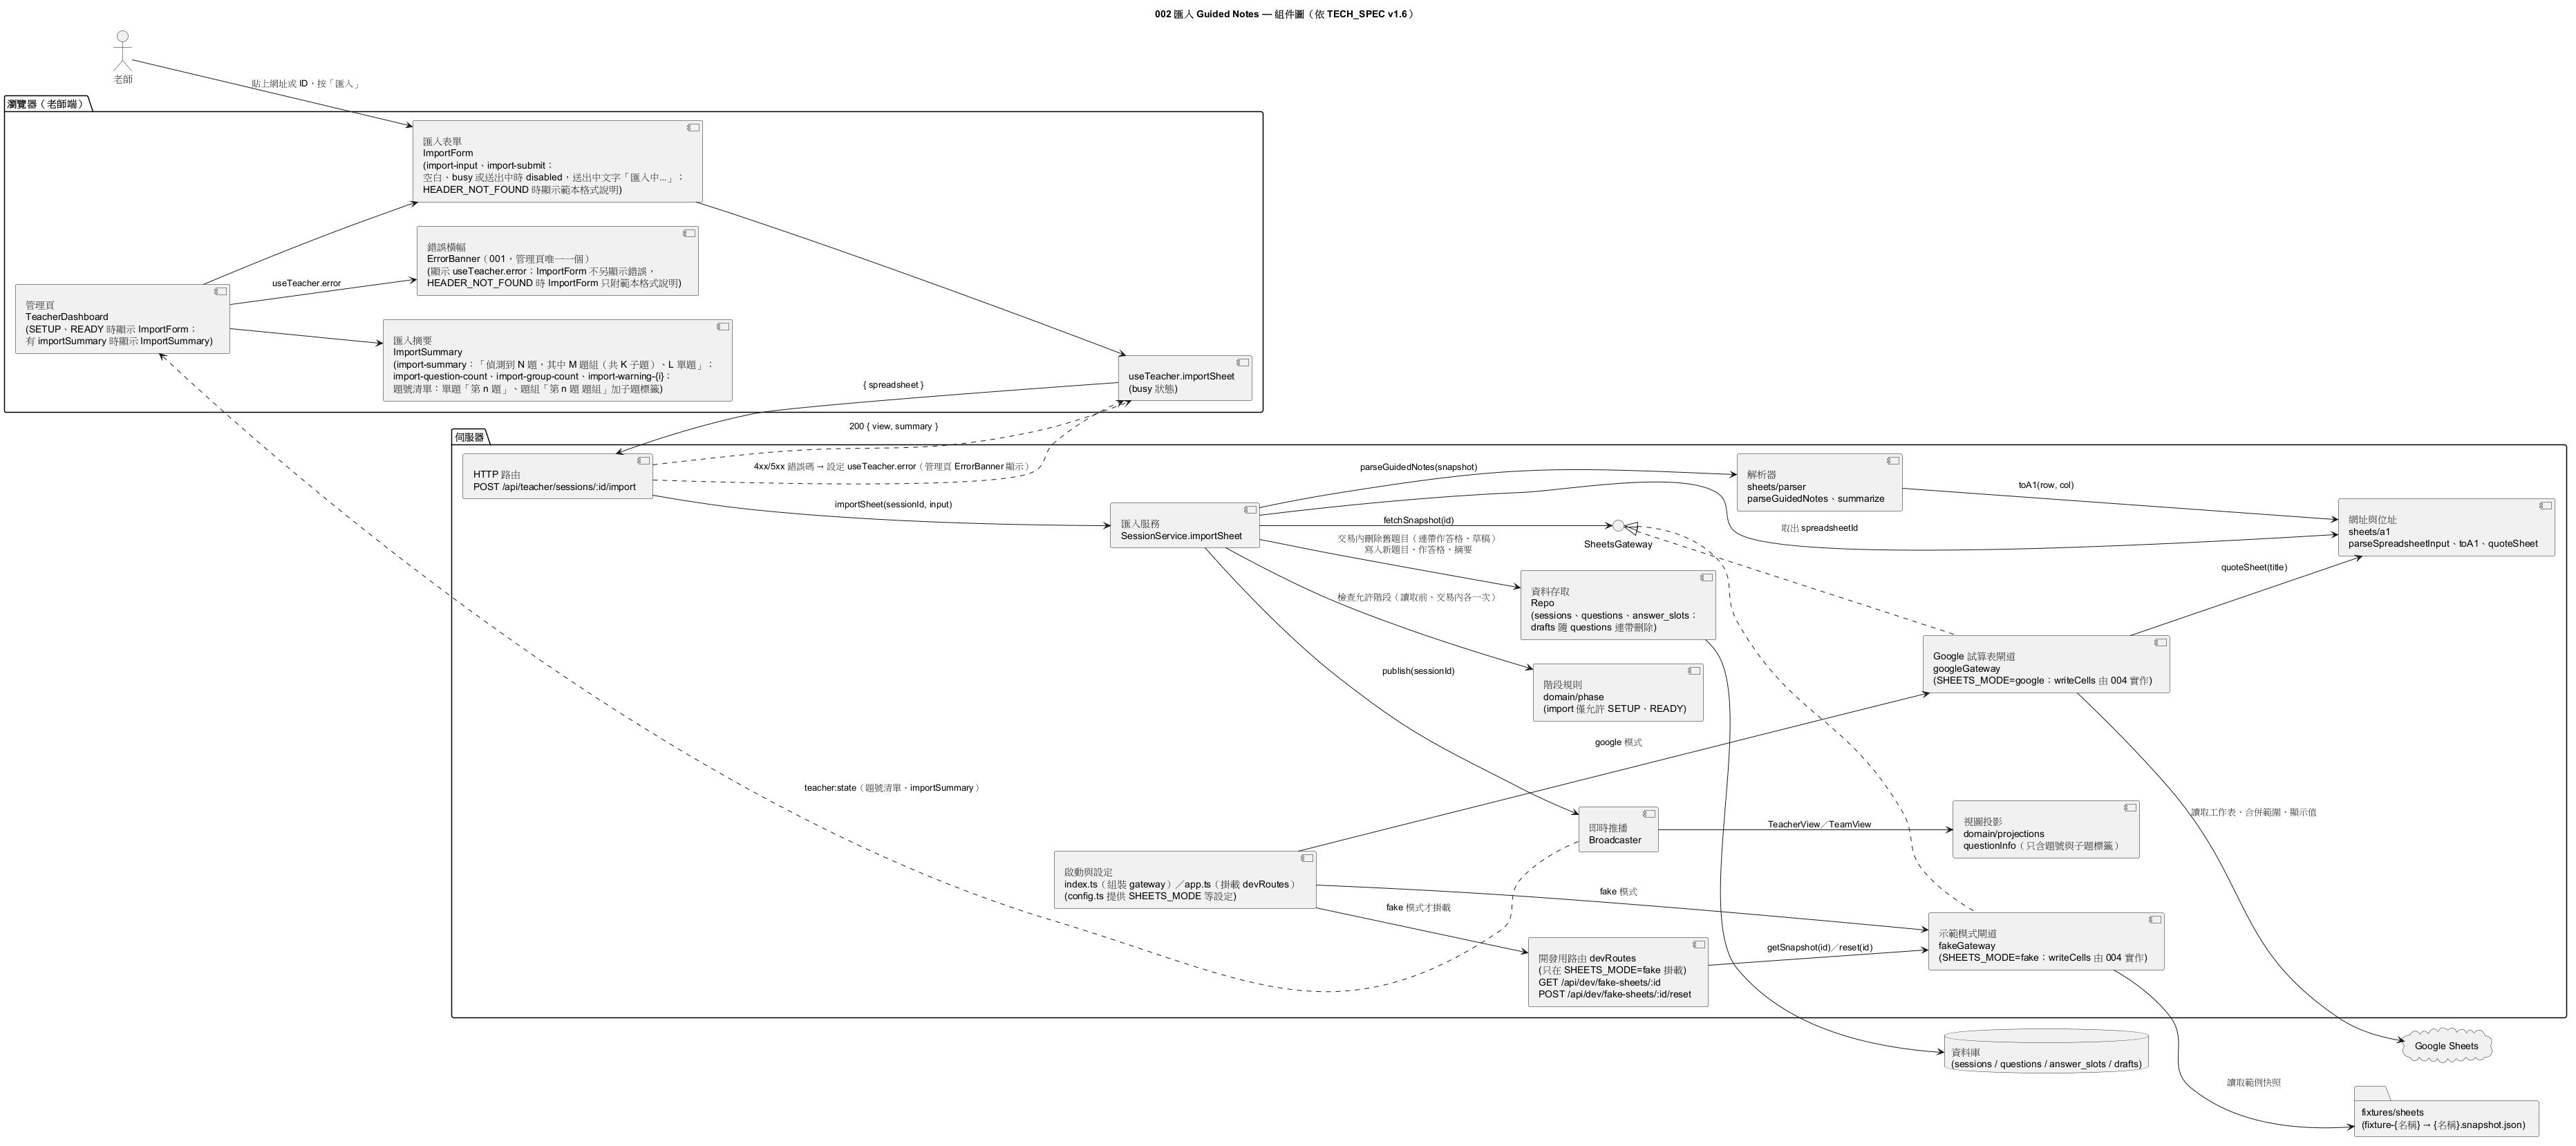 002 匯入 Guided Notes — 組件圖（依 TECH_SPEC v1.6）
老師
貼上網址或 ID，按「匯入」
瀏覽器（老師端）
匯入表單
ImportForm
(import-input、import-submit；
空白、busy 或送出中時 disabled，送出中文字「匯入中...」；
HEADER_NOT_FOUND 時顯示範本格式說明)
錯誤橫幅
ErrorBanner（001，管理頁唯一一個）
(顯示 useTeacher.error；ImportForm 不另顯示錯誤，
HEADER_NOT_FOUND 時 ImportForm 只附範本格式說明)
useTeacher.error
管理頁
TeacherDashboard
(SETUP、READY 時顯示 ImportForm；
有 importSummary 時顯示 ImportSummary)
匯入摘要
ImportSummary
(import-summary：「偵測到 N 題，其中 M 題組（共 K 子題）、L 單題」；
import-question-count、import-group-count、import-warning-{i}；
題號清單：單題「第 n 題」、題組「第 n 題 題組」加子題標籤)
useTeacher.importSheet
(busy 狀態)
{ spreadsheet }
200 { view, summary }
4xx/5xx 錯誤碼 → 設定 useTeacher.error（管理頁 ErrorBanner 顯示）
伺服器
HTTP 路由
POST /api/teacher/sessions/:id/import
importSheet(sessionId, input)
匯入服務
SessionService.importSheet
parseGuidedNotes(snapshot)
解析器
sheets/parser
parseGuidedNotes、summarize
toA1(row, col)
網址與位址
sheets/a1
parseSpreadsheetInput、toA1、quoteSheet
取出 spreadsheetId
fetchSnapshot(id)
SheetsGateway
交易內刪除舊題目（連帶作答格、草稿）
寫入新題目、作答格、摘要
quoteSheet(title)
資料存取
Repo
(sessions、questions、answer_slots；
drafts 隨 questions 連帶刪除)
檢查允許階段（讀取前、交易內各一次）
階段規則
domain/phase
(import 僅允許 SETUP、READY)
publish(sessionId)
Google 試算表閘道
googleGateway
(SHEETS_MODE=google；writeCells 由 004 實作)
google 模式
teacher:state（題號清單、importSummary）
讀取工作表、合併範圍、顯示值
即時推播
Broadcaster
TeacherView／TeamView
視圖投影
domain/projections
questionInfo（只含題號與子題標籤）
啟動與設定
index.ts（組裝 gateway）／app.ts（掛載 devRoutes）
(config.ts 提供 SHEETS_MODE 等設定)
fake 模式
fake 模式才掛載
開發用路由 devRoutes
(只在 SHEETS_MODE=fake 掛載)
GET /api/dev/fake-sheets/:id
POST /api/dev/fake-sheets/:id/reset
getSnapshot(id)／reset(id)
示範模式閘道
fakeGateway
(SHEETS_MODE=fake；writeCells 由 004 實作)
資料庫
(sessions / questions / answer_slots / drafts)
Google Sheets
讀取範例快照
fixtures/sheets
(fixture-{名稱} → {名稱}.snapshot.json)